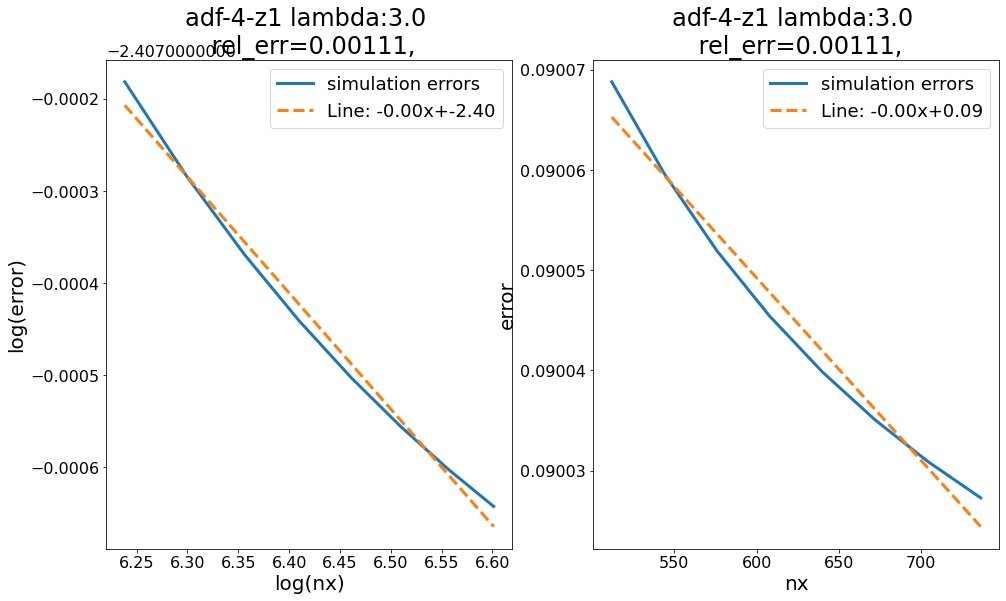 adf-4-z1 lambda:3.0
rel_err=0.00111,
−2.4070000000
simulation errors
Line: -0.00x+-2.40
−0.0002
−0.0003
−0.0004
−0.0005
−0.0006
log(error)
6.25 6.30 6.35 6.40 6.45 6.50 6.55 6.60
log(nx)
adf-4-z1 lambda:3.0
rel_err=0.00111,
simulation errors
Line: -0.00x+0.09
0.09007
0.09006
0.09005
0.09004
0.09003
error
550 600 650 700
nx